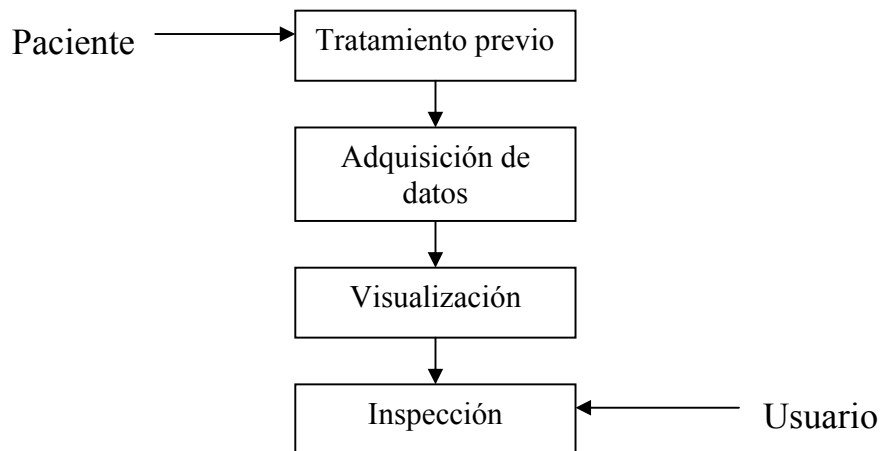 Paciente
Tratamiento previo
Adquisición de
datos
Visualización
Inspección
Usuario